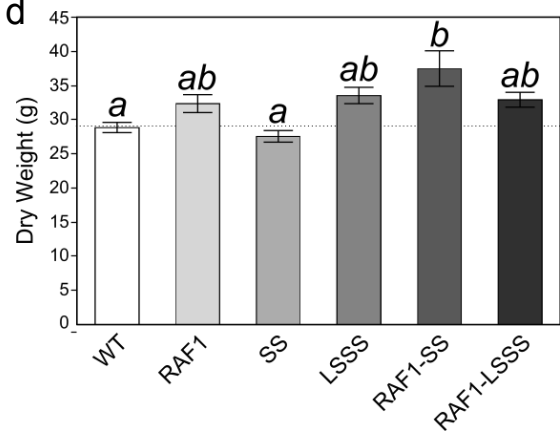 d
Dry Weight (g)
45
40
35
30
25
20
15
10
5
0
a
ab
a
ab
b
ab
WT
RAF1
SS
LSSS
RAF1-SS
RAF1-LSSS